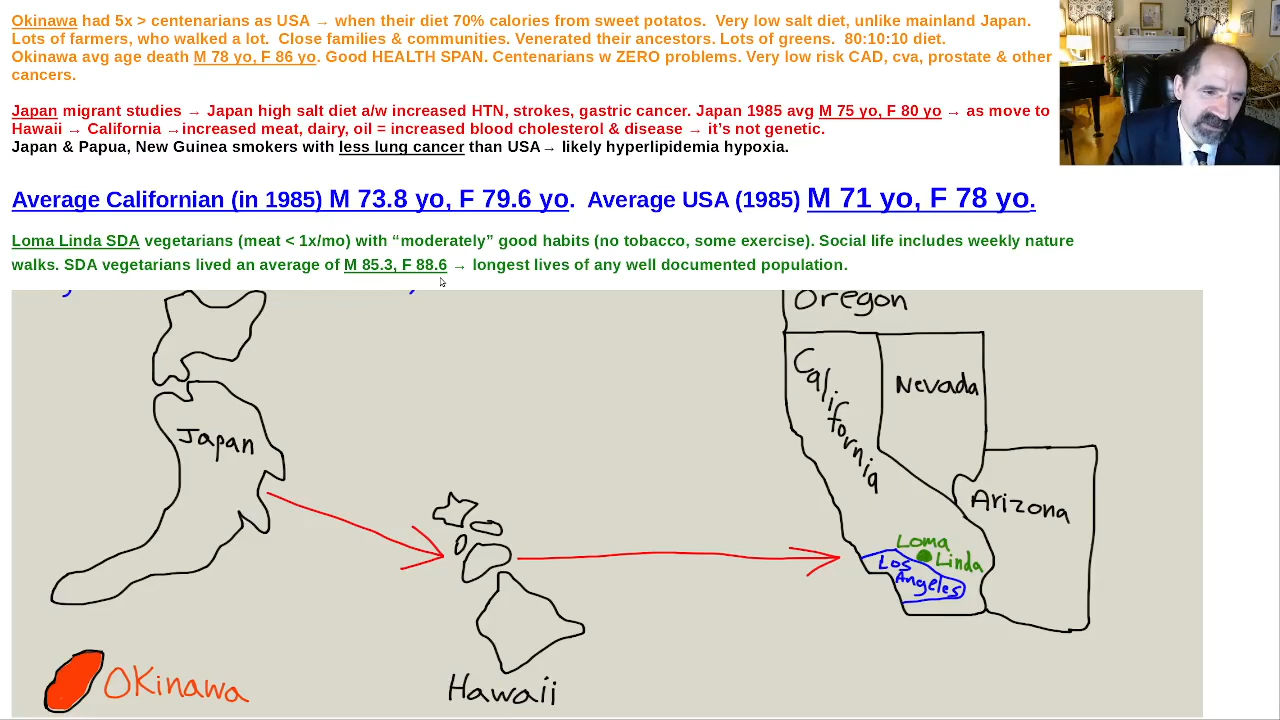 Okinawa had 5x > centenarians as USA → when their diet 70% calories from sweet potatos.  Very low salt diet, unlike mainland Japan.
Lots of farmers, who walked a lot.  Close families & communities. Venerated their ancestors. Lots of greens.  80:10:10 diet.
Okinawa avg age death M 78 yo, F 86 yo. Good HEALTH SPAN. Centenarians w ZERO problems. Very low risk CAD, cva, prostate & other
cancers.
Japan migrant studies → Japan high salt diet a/w increased HTN, strokes, gastric cancer. Japan 1985 avg M 75 yo, F 80 yo → as move to
Hawaii → California →increased meat, dairy, oil = increased blood cholesterol & disease → it's not genetic.
Japan & Papua, New Guinea smokers with less lung cancer than USA→ likely hyperlipidemia hypoxia.
Average Californian (in 1985) M 73.8 yo, F 79.6 yo.  Average USA (1985) M 71 yo, F 78 yo.
Loma Linda SDA vegetarians (meat < 1x/mo) with “moderately” good habits (no tobacco, some exercise). Social life includes weekly nature
walks. SDA vegetarians lived an average of M 85.3, F 88.6 → longest lives of any well documented population.
Oregon
California
Nevada
Japan
Arizona
Loma
Linda
Los
Angeles
Okinawa
Hawaii